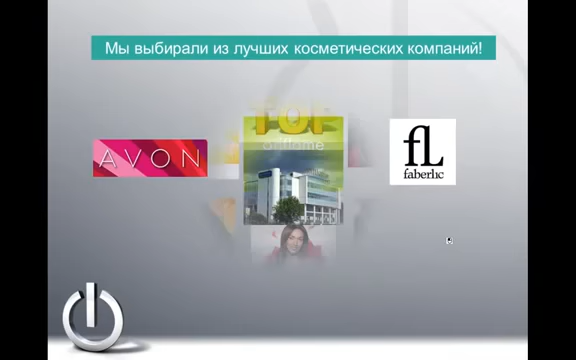 Мы выбирали из лучших косметических компаний!
TOP
oriflame
AVON
fL
faberlic